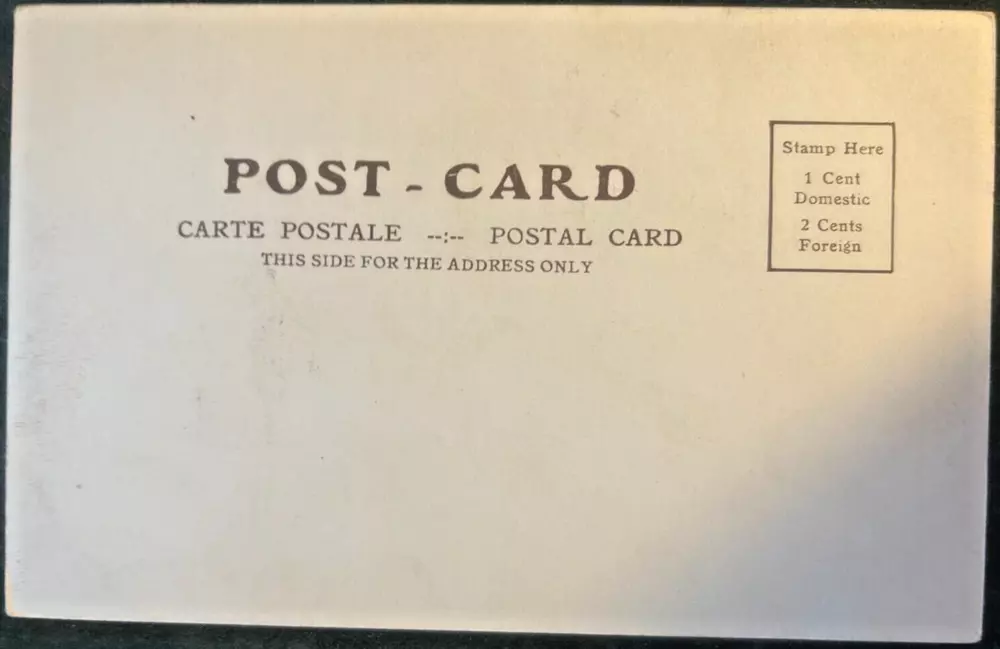 POST - CARD
CARTE POSTALE --:-- POSTAL CARD
THIS SIDE FOR THE ADDRESS ONLY
Stamp Here
1 Cent
Domestic
2 Cents
Foreign